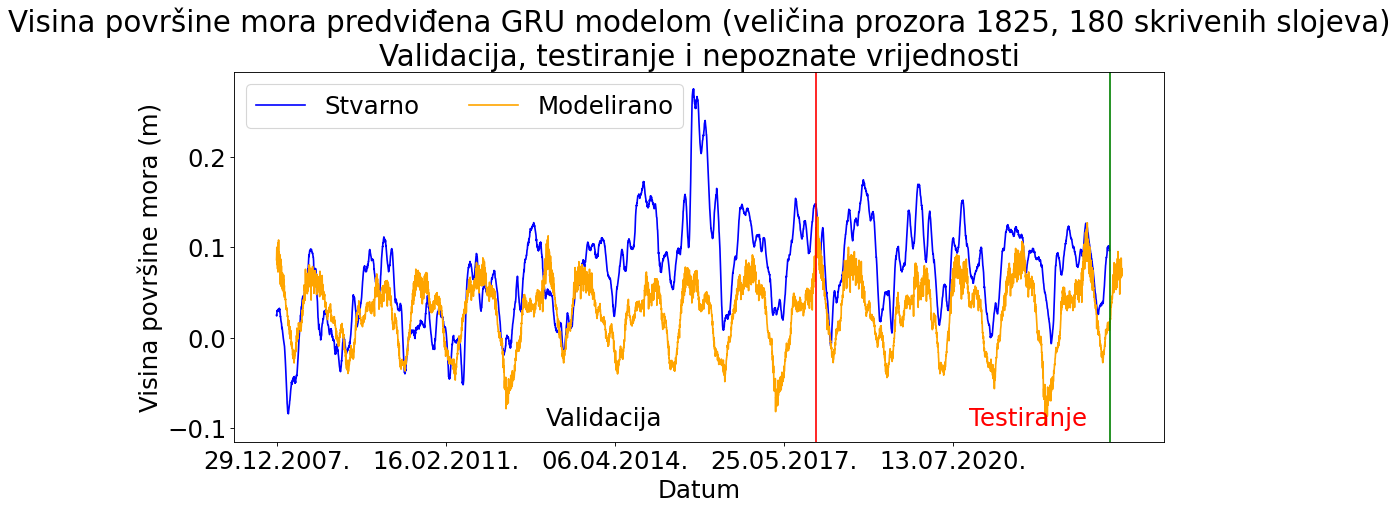 Visina površine mora predviđena GRU modelom (veličina prozora 1825, 180 skrivenih slojeva)
Validacija, testiranje i nepoznate vrijednosti
Stvarno
Modelirano
Visina površine mora (m)
0.2
0.1
0.0
−0.1
Validacija
Testiranje
29.12.2007.
16.02.2011.
06.04.2014.
25.05.2017.
13.07.2020.
Datum